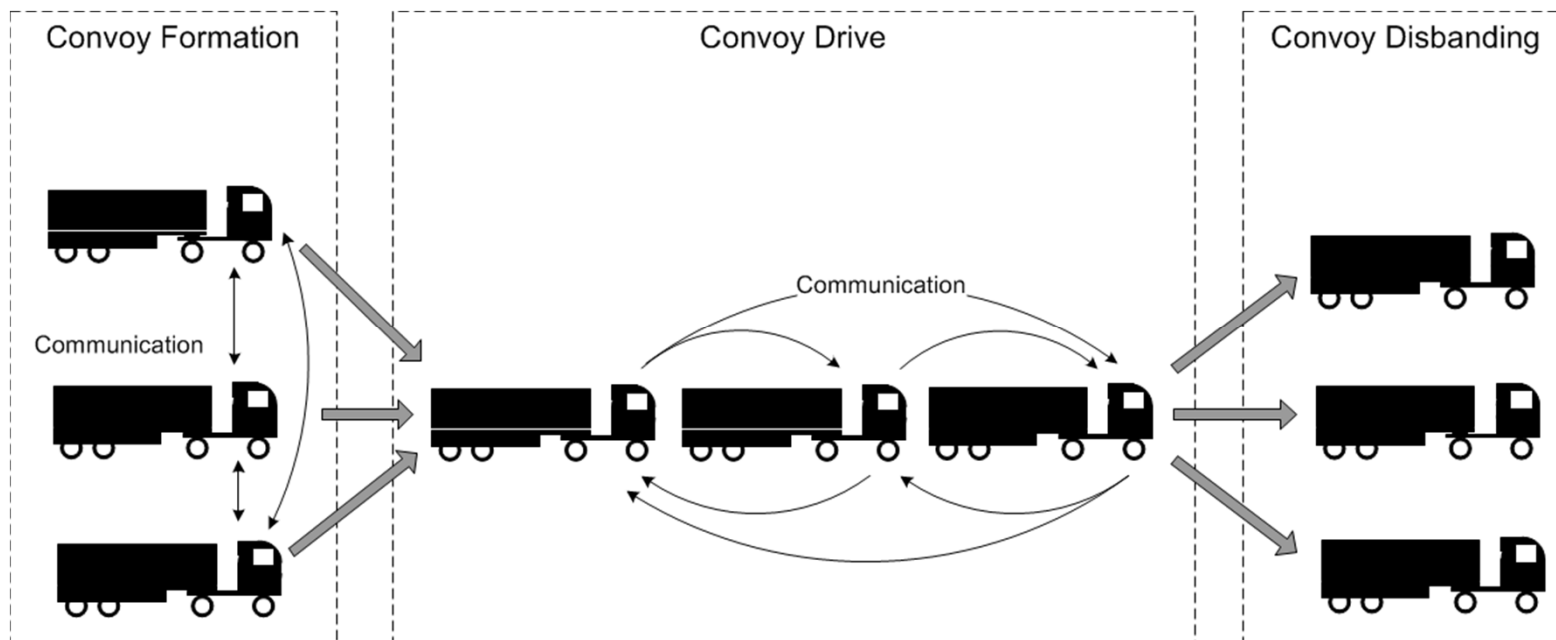 Convoy Formation
Convoy Drive
Convoy Disbanding
Communication
Communication